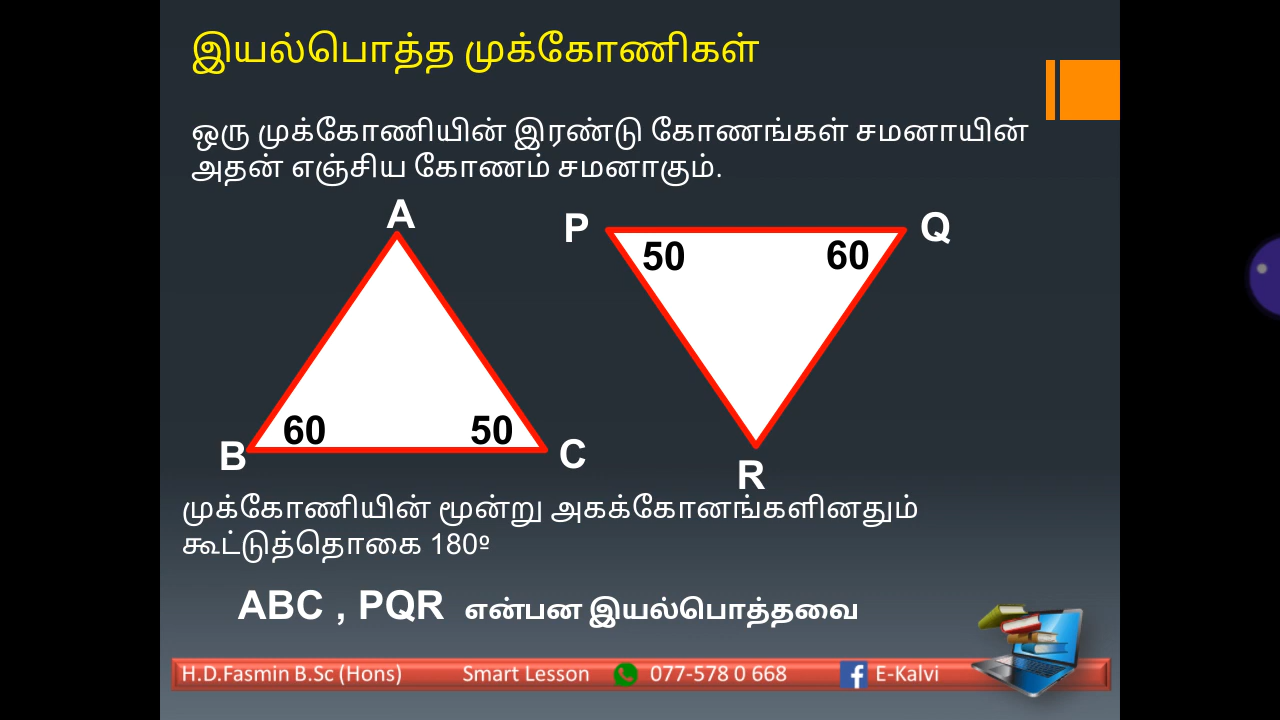 இயல்பொத்த முக்கோணிகள்
ஒரு முக்கோணியின் இரண்டு கோணங்கள் சமனாயின்
அதன் எஞ்சிய கோணம் சமனாகும்.
A
P
Q
50
60
60
50
B
C
R
முக்கோணியின் மூன்று அகக்கோனங்களினதும்
கூட்டுத்தொகை 180º
ABC , PQR என்பன இயல்பொத்தவை
H.D.Fasmin B.Sc (Hons) Smart Lesson 077-578 0 668 E-Kalvi